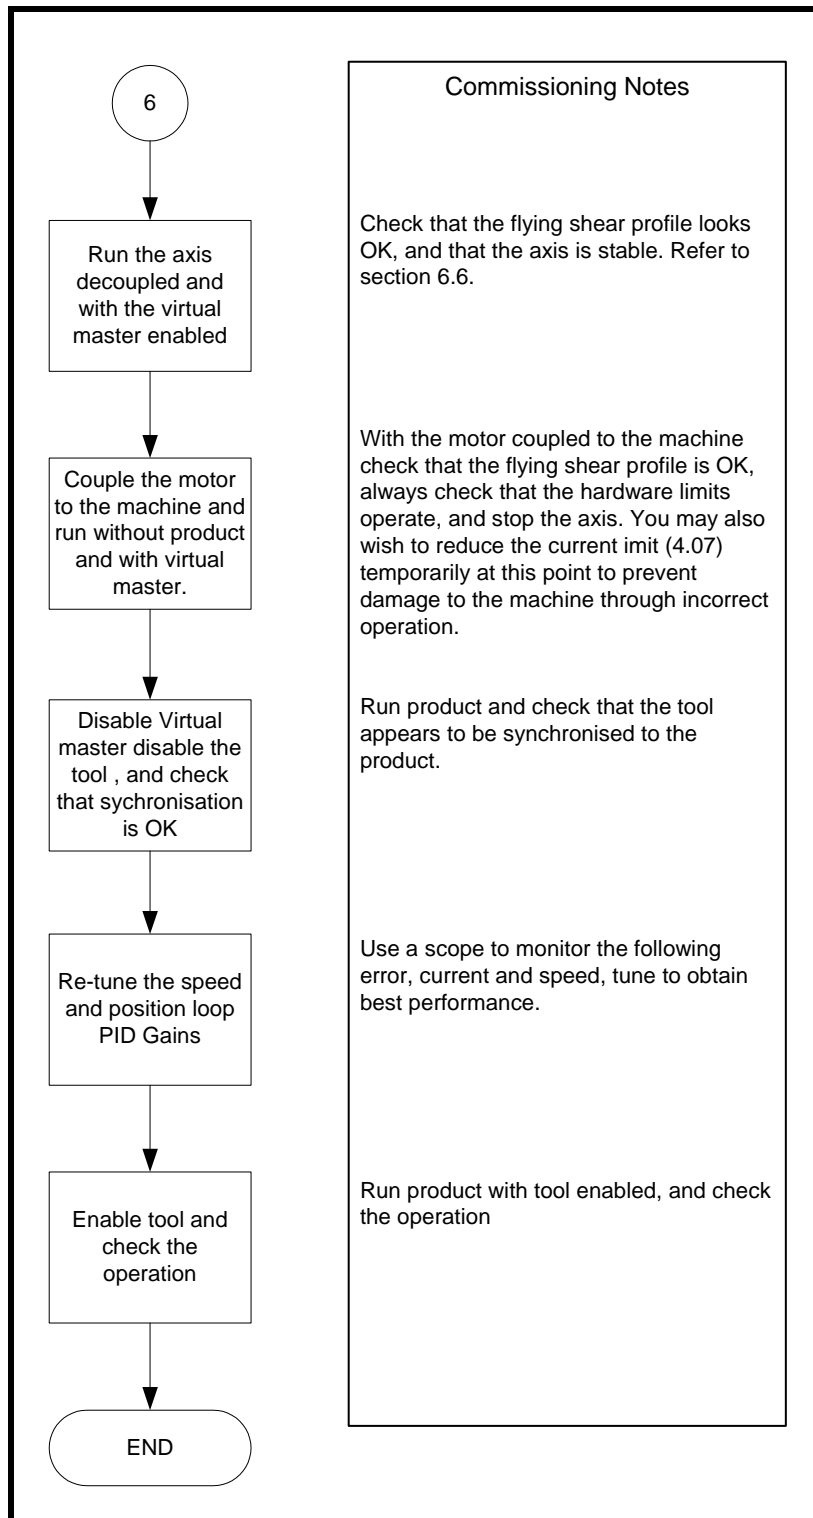 6
Commissioning Notes
Run the axis
decoupled and
with the virtual
master enabled
Check that the flying shear profile looks
OK, and that the axis is stable. Refer to
section 6.6.
Couple the motor
to the machine and
run without product
and with virtual
master.
With the motor coupled to the machine
check that the flying shear profile is OK,
always check that the hardware limits
operate, and stop the axis. You may also
wish to reduce the current imit (4.07)
temporarily at this point to prevent
damage to the machine through incorrect
operation.
Disable Virtual
master disable the
tool , and check
that sychronisation
is OK
Run product and check that the tool
appears to be synchronised to the
product.
Re-tune the speed
and position loop
PID Gains
Use a scope to monitor the following
error, current and speed, tune to obtain
best performance.
Enable tool and
check the
operation
Run product with tool enabled, and check
the operation
END